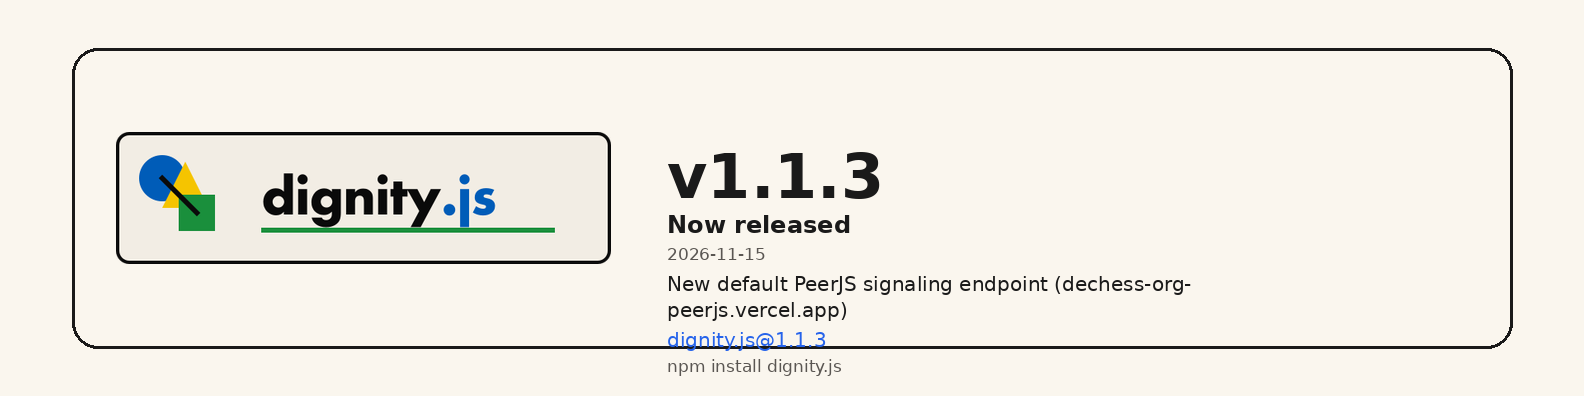 dignity.js
v1.1.3
Now released
2026-11-15
New default PeerJS signaling endpoint (dechess-org-
peerjs.vercel.app)
dignity.js@1.1.3
npm install dignity.js